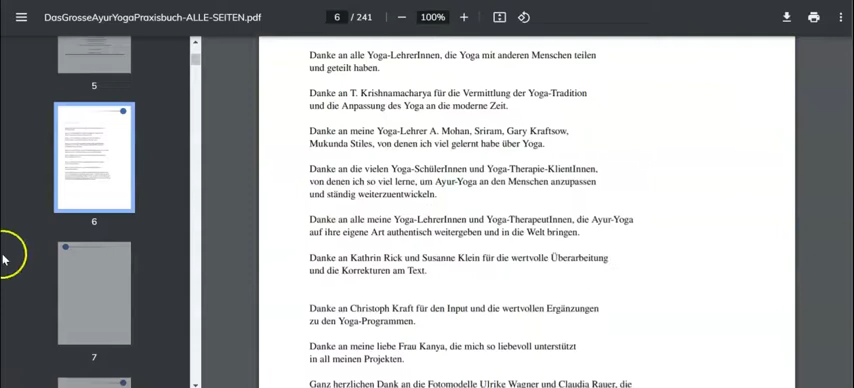 DasGrosseAyurYogaPraxisbuch-ALLE-SEITEN.pdf
6 / 241
100%
5
6
7
Danke an alle Yoga-LehrerInnen, die Yoga mit anderen Menschen teilen
und geteilt haben.
Danke an T. Krishnamacharya für die Vermittlung der Yoga-Tradition
und die Anpassung des Yoga an die moderne Zeit.
Danke an meine Yoga-Lehrer A. Mohan, Sriram, Gary Kraftsow,
Mukunda Stiles, von denen ich viel gelernt habe über Yoga.
Danke an die vielen Yoga-SchülerInnen und Yoga-Therapie-KlientInnen,
von denen ich so viel lerne, um Ayur-Yoga an den Menschen anzupassen
und ständig weiterzuentwickeln.
Danke an alle meine Yoga-LehrerInnen und Yoga-TherapeutInnen, die Ayur-Yoga
auf ihre eigene Art authentisch weitergeben und in die Welt bringen.
Danke an Kathrin Rick und Susanne Klein für die wertvolle Überarbeitung
und die Korrekturen am Text.
Danke an Christoph Kraft für den Input und die wertvollen Ergänzungen
zu den Yoga-Programmen.
Danke an meine liebe Frau Kanya, die mich so liebevoll unterstützt
in all meinen Projekten.
Ganz herzlichen Dank an die Fotomodelle Ulrike Wagner und Claudia Rauer, die